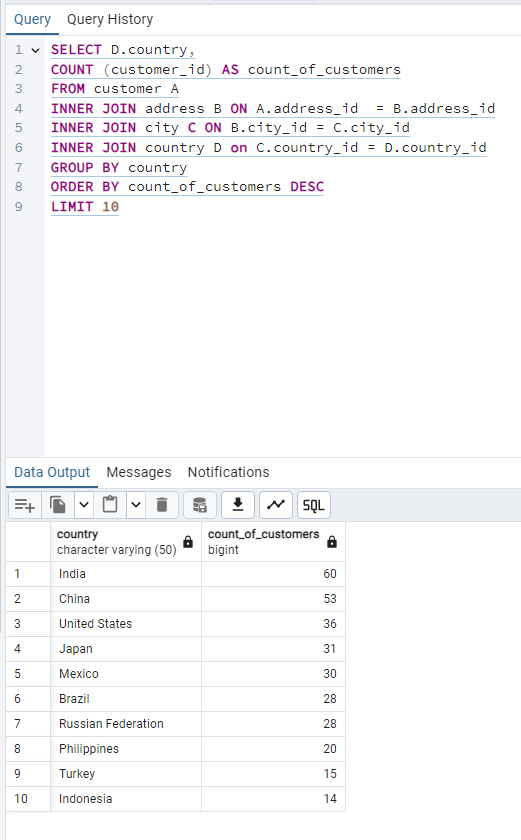 Query Query History
1 SELECT D.country,
2 COUNT (customer_id) AS count_of_customers
3 FROM customer A
4 INNER JOIN address B ON A.address_id  = B.address_id
5 INNER JOIN city C ON B.city_id = C.city_id
6 INNER JOIN country D on C.country_id = D.country_id
7 GROUP BY country
8 ORDER BY count_of_customers DESC
9 LIMIT 10
Data Output Messages Notifications
SQL
country count_of_customers
character varying (50) bigint
1 India 60
2 China 53
3 United States 36
4 Japan 31
5 Mexico 30
6 Brazil 28
7 Russian Federation 28
8 Philippines 20
9 Turkey 15
10 Indonesia 14